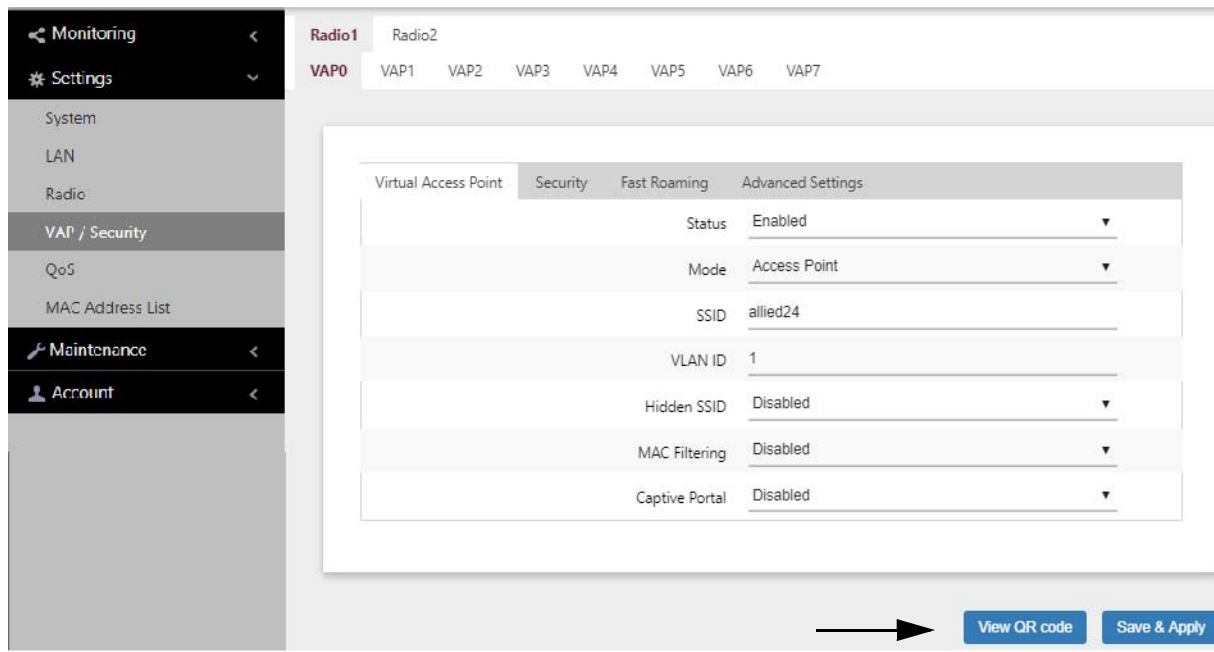 Monitoring
Settings
System
LAN
Radio
VAP / Security
QoS
MAC Address List
Maintenance
Account
Radio1 Radio2
VAP0 VAP1 VAP2 VAP3 VAP4 VAP5 VAP6 VAP7
Virtual Access Point Security Fast Roaming Advanced Settings
Status Enabled
Mode Access Point
SSID allied24
VLAN ID 1
Hidden SSID Disabled
MAC Filtering Disabled
Captive Portal Disabled
View QR code Save & Apply